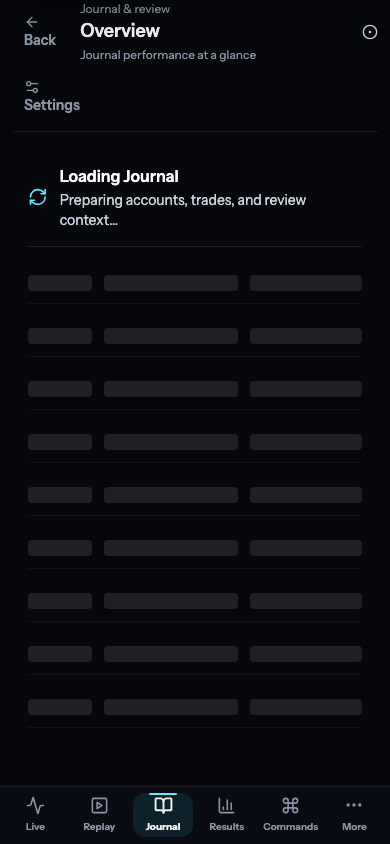 Journal & review
Back
Overview
Journal performance at a glance
Settings
Loading Journal
Preparing accounts, trades, and review
context...
Live
Replay
Journal
Results
Commands
More